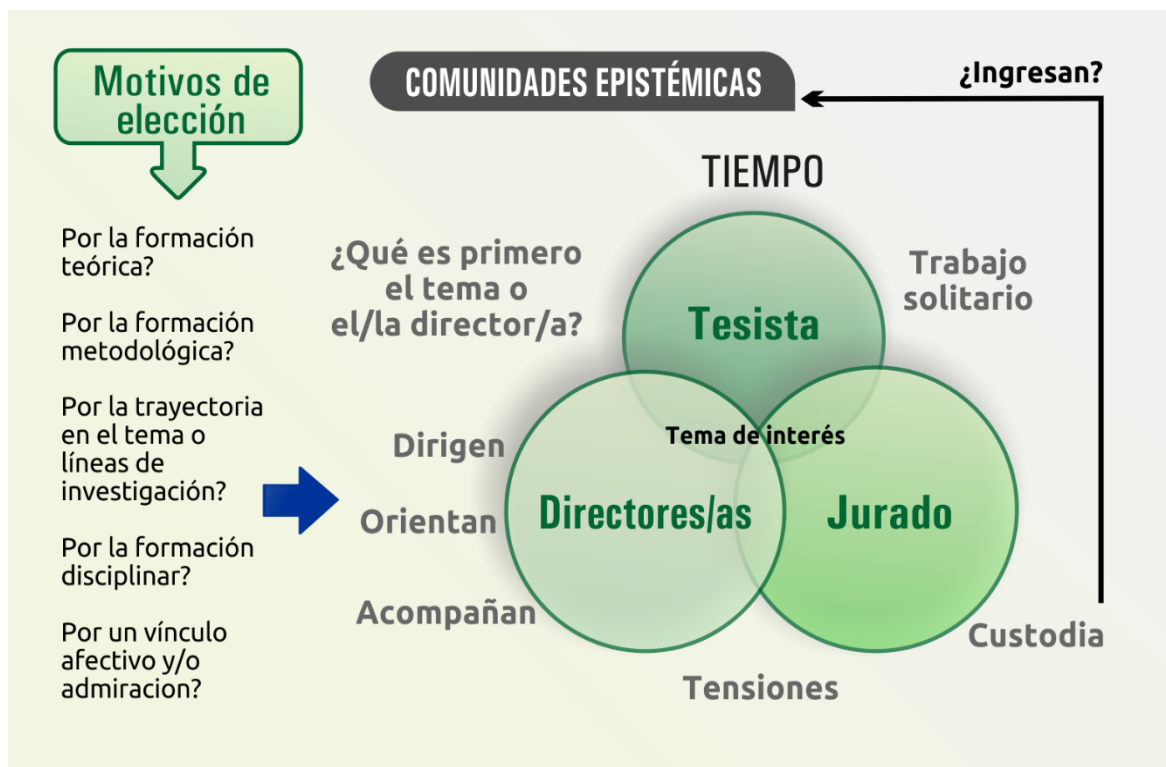 Motivos de
elección
Por la formación
teórica?
Por la formación
metodológica?
Por la trayectoria
en el tema o
líneas de
investigación?
Por la formación
disciplinar?
Por un vínculo
afectivo y/o
admiracion?
COMUNIDADES EPISTÉMICAS
¿Ingresan?
TIEMPO
¿Qué es primero
el tema o
el/la director/a?
Trabajo
solitario
Tesista
Tema de interés
Dirigen
Orientan
Acompañan
Directores/as
Jurado
Custodia
Tensiones